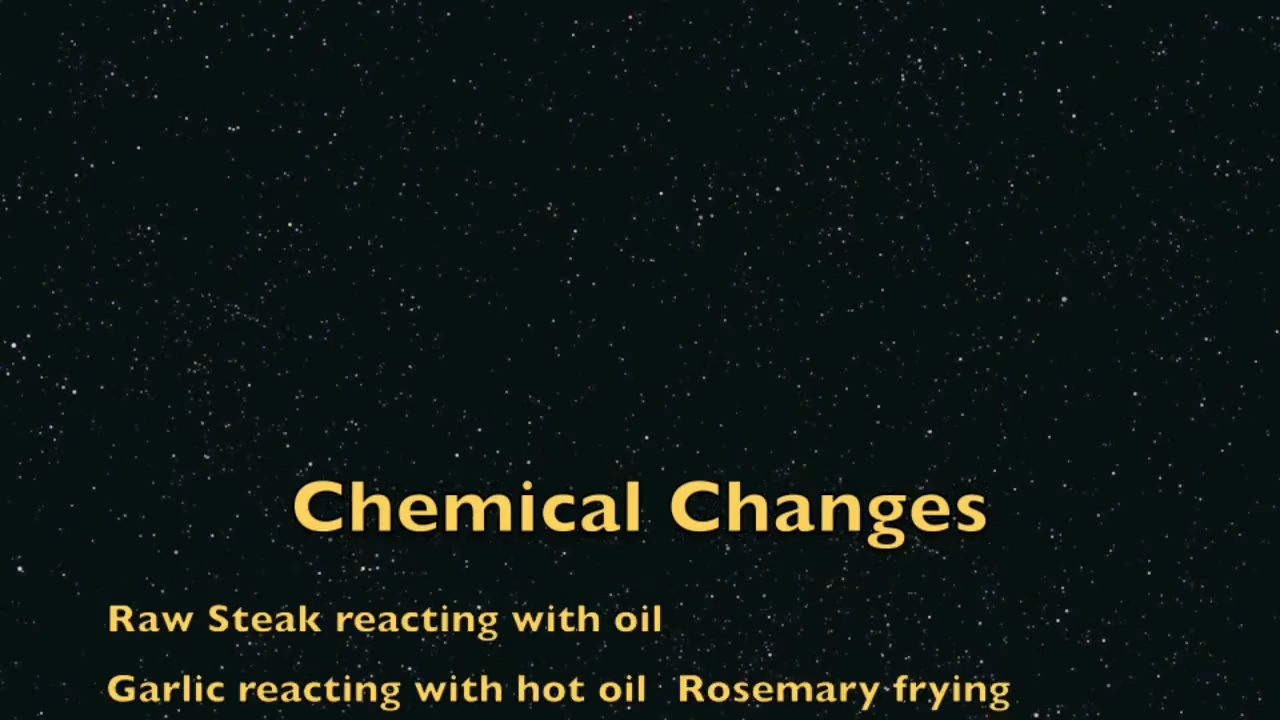 Chemical Changes
Raw Steak reacting with oil
Garlic reacting with hot oil Rosemary frying